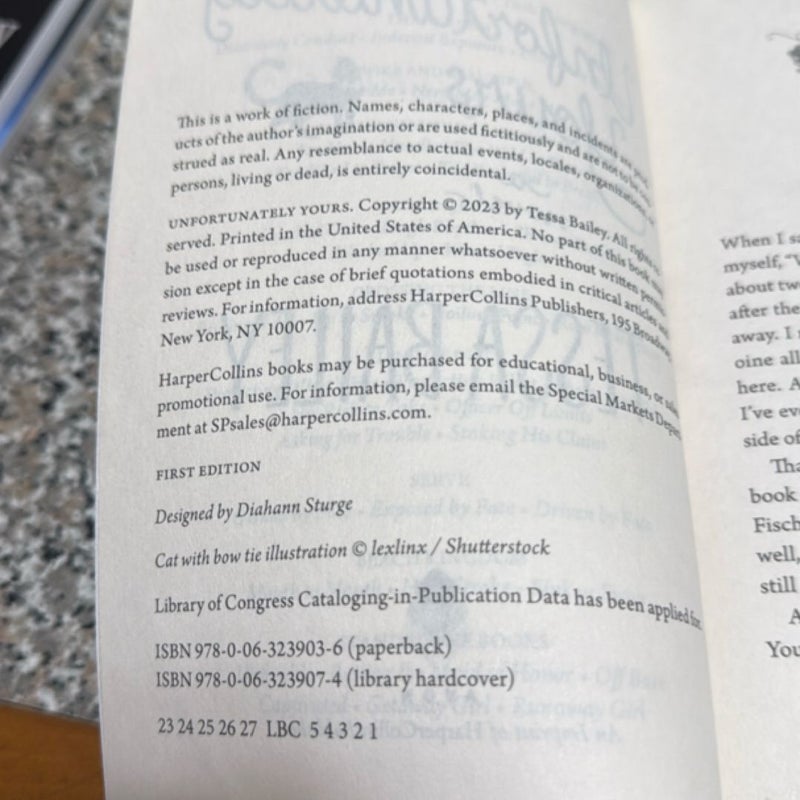 This is a work of fiction. Names, characters, places, and incidents are prod-
ucts of the author's imagination or are used fictitiously and are not to be con-
strued as real. Any resemblance to actual events, locales, organizations, or
persons, living or dead, is entirely coincidental.
UNFORTUNATELY YOURS. Copyright © 2023 by Tessa Bailey. All rights re-
served. Printed in the United States of America. No part of this book may
be used or reproduced in any manner whatsoever without written permis-
sion except in the case of brief quotations embodied in critical articles and
reviews. For information, address HarperCollins Publishers, 195 Broadway,
New York, NY 10007.
HarperCollins books may be purchased for educational, business, or sales
promotional use. For information, please email the Special Markets Depart-
ment at SPsales@harpercollins.com.
FIRST EDITION
Designed by Diahann Sturge
Cat with bow tie illustration © lexlinx / Shutterstock
Library of Congress Cataloging-in-Publication Data has been applied for.
ISBN 978-0-06-323903-6 (paperback)
ISBN 978-0-06-323907-4 (library hardcover)
23 24 25 26 27 LBC 5 4 3 2 1
When I
myself,
about
after the
away. I
oine
here.
I've
side of
book
well,
still
You